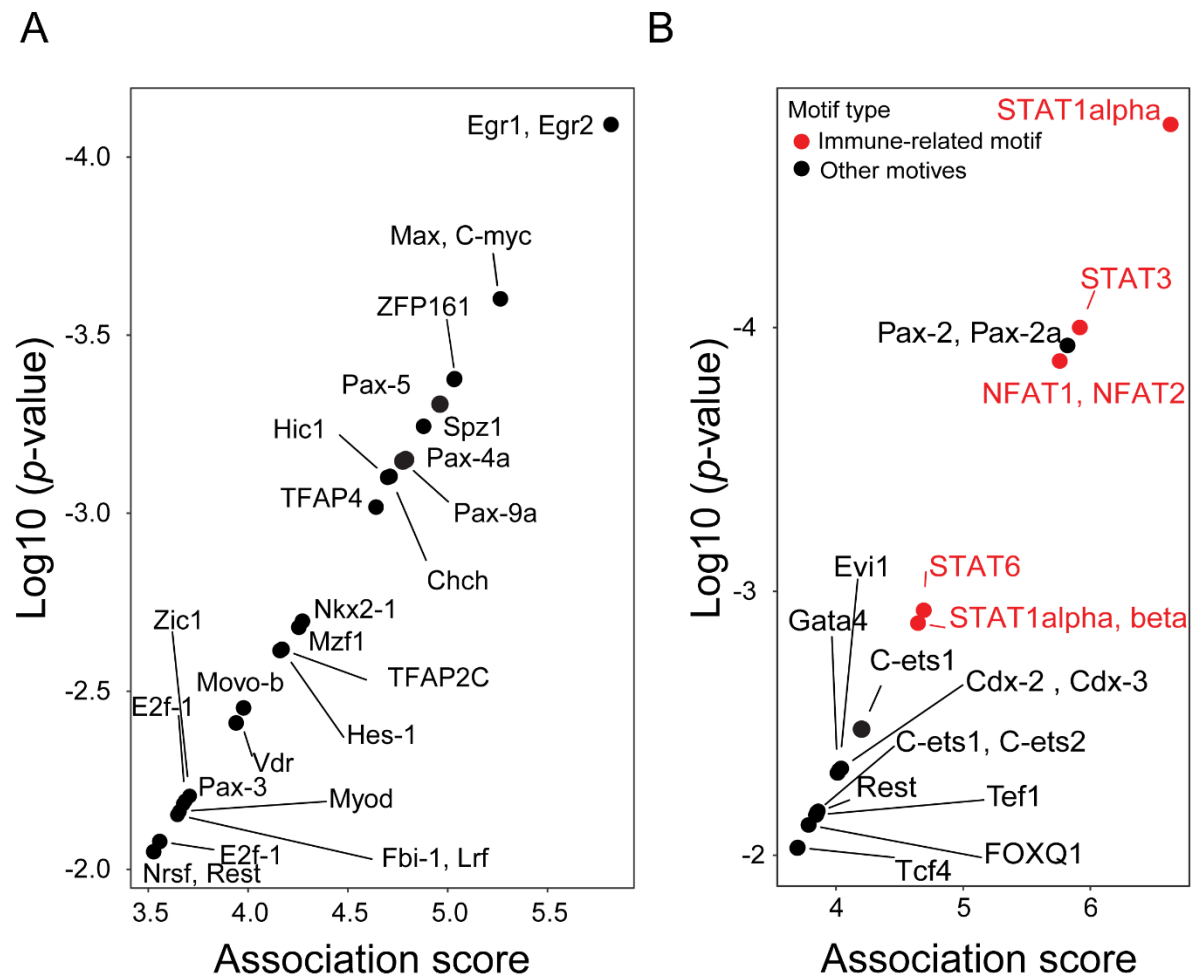 A
B
Egr1, Egr2
Max, C-myc
ZFP161
Pax-5
Spz1
Hic1
Pax-4a
TFAP4
Pax-9a
Chch
Nkx2-1
Mzf1
Zic1
TFAP2C
Movo-b
E2f-1
Hes-1
Vdr
Pax-3
Myod
E2f-1
Fbi-1, Lrf
Nrsf, Rest
-4.0
-3.5
-3.0
-2.5
-2.0
3.5
4.0
4.5
5.0
5.5
Log10 (p-value)
Association score
Motif type
Immune-related motif
Other motives
STAT1alpha
STAT3
Pax-2, Pax-2a
NFAT1, NFAT2
Evi1
STAT6
Gata4
STAT1alpha, beta
C-ets1
Cdx-2 , Cdx-3
C-ets1, C-ets2
Rest
Tef1
FOXQ1
Tcf4
-4
-3
-2
4
5
6
Log10 (p-value)
Association score